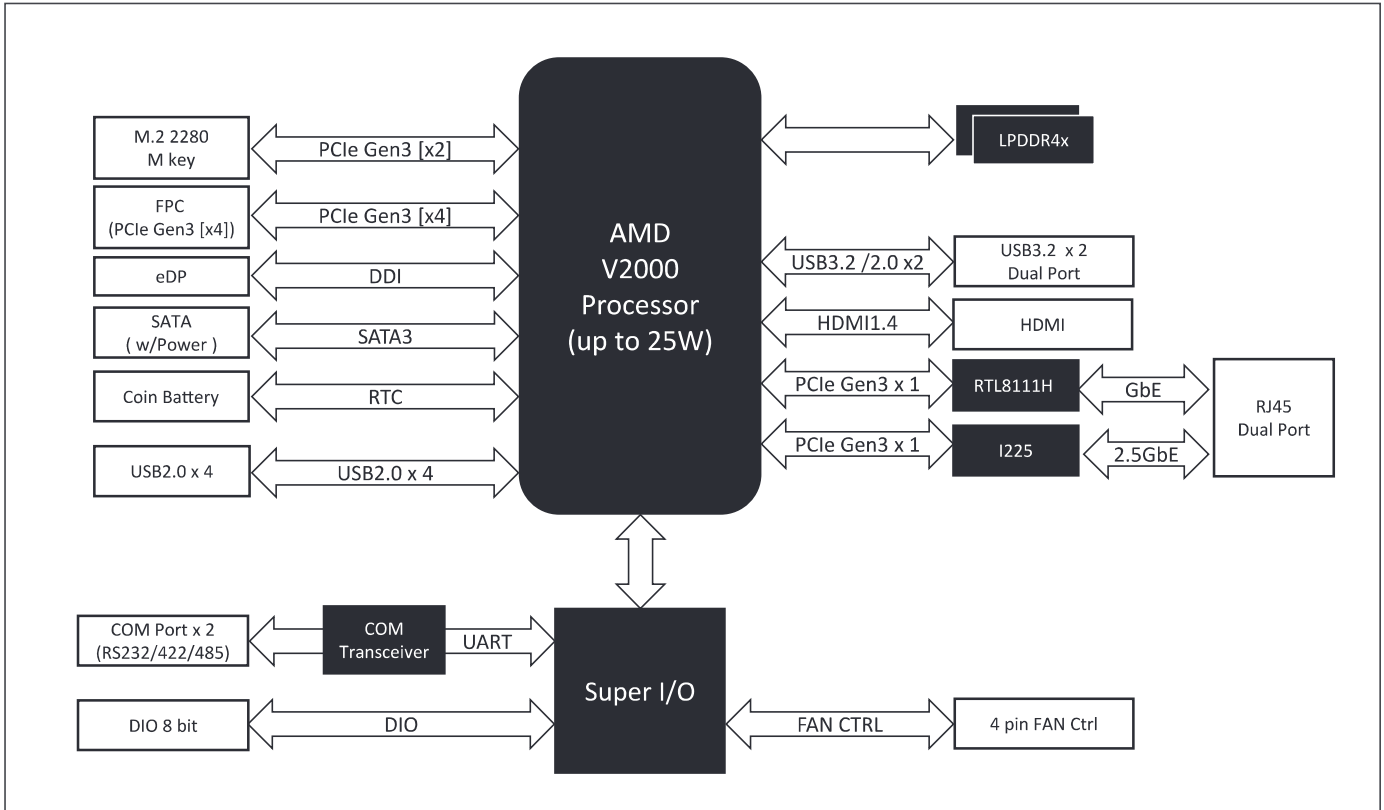 M.2 2280
M key
PCIe Gen3 [x2]
FPC
(PCIe Gen3 [x4])
PCIe Gen3 [x4]
eDP
DDI
SATA
( w/Power )
SATA3
Coin Battery
RTC
USB2.0 x 4
USB2.0 x 4
AMD
V2000
Processor
(up to 25W)
LPDDR4x
USB3.2 /2.0 x2
USB3.2 x 2
Dual Port
HDMI1.4
HDMI
PCIe Gen3 x 1
RTL8111H
GbE
PCIe Gen3 x 1
I225
2.5GbE
RJ45
Dual Port
COM Port x 2
(RS232/422/485)
COM
Transceiver
UART
Super I/O
DIO 8 bit
DIO
FAN CTRL
4 pin FAN Ctrl